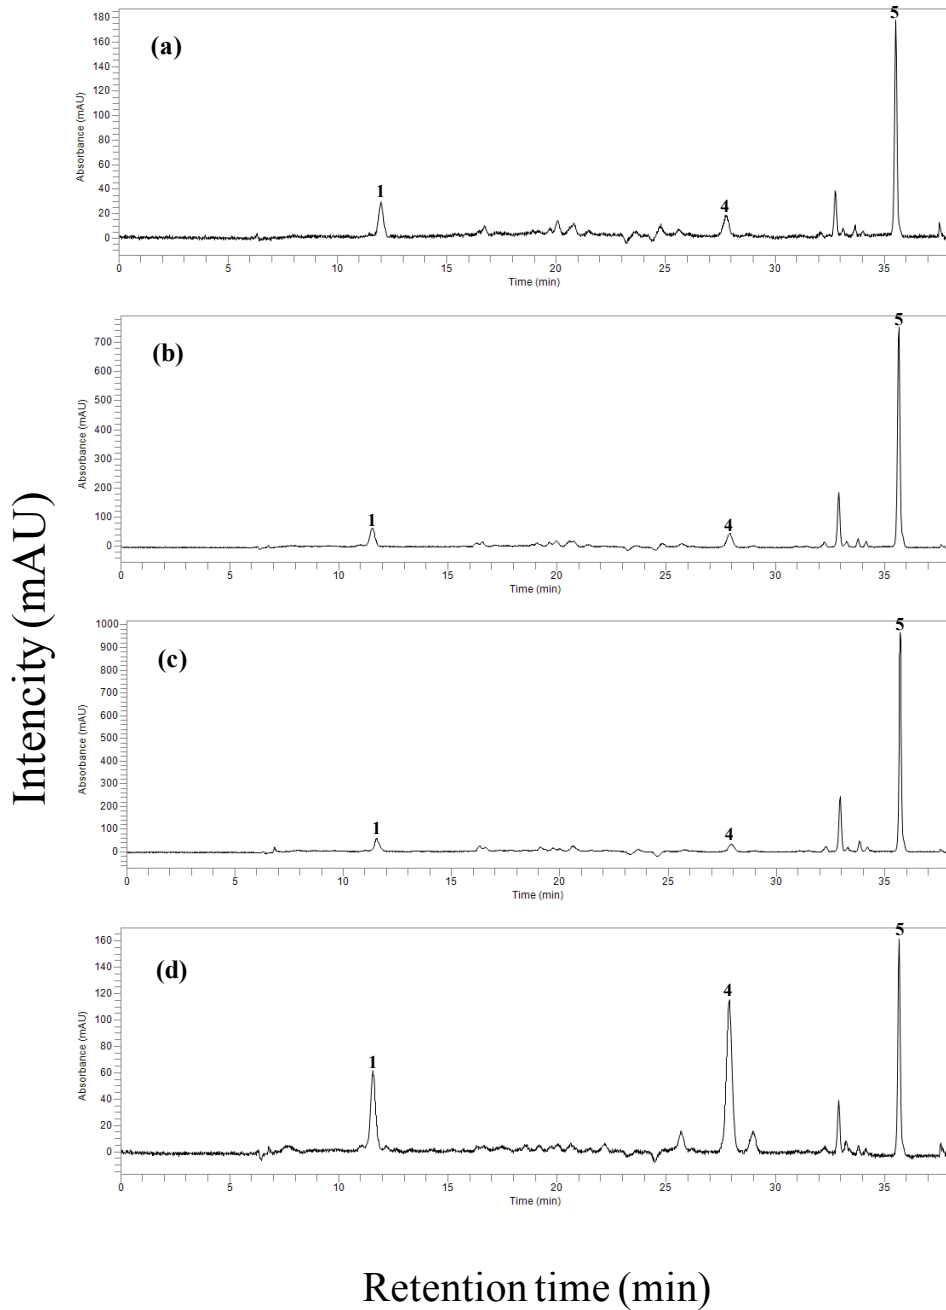 Intencity (mAU)
(a)
1
4
5
Absorbance (mAU)
180
160
140
120
100
80
60
40
20
0
0 5 10 15 20 25 30 35
Time (min)
(b)
1
4
5
Absorbance (mAU)
700
600
500
400
300
200
100
0
0 5 10 15 20 25 30 35
Time (min)
(c)
1
4
5
Absorbance (mAU)
1000
900
800
700
600
500
400
300
200
100
0
0 5 10 15 20 25 30 35
Time (min)
(d)
1
4
5
Absorbance (mAU)
160
140
120
100
80
60
40
20
0
0 5 10 15 20 25 30 35
Time (min)
Retention time (min)